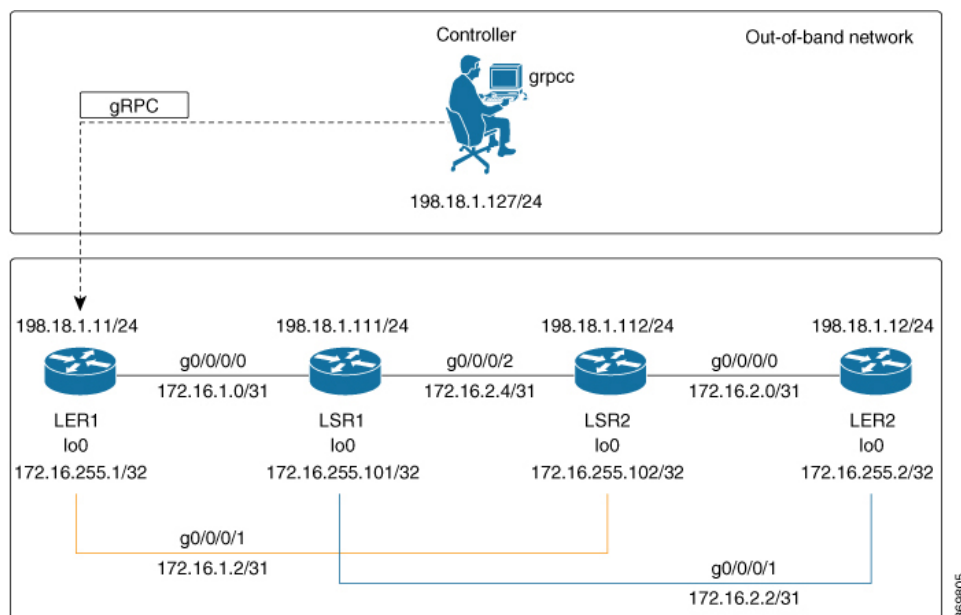 Controller
Out-of-band network
grpcc
gRPC
198.18.1.127/24
198.18.1.11/24
198.18.1.111/24
198.18.1.112/24
198.18.1.12/24
g0/0/0/0
g0/0/0/2
g0/0/0/0
172.16.1.0/31
172.16.2.4/31
172.16.2.0/31
LER1
LSR1
LSR2
LER2
lo0
lo0
lo0
lo0
172.16.255.1/32
172.16.255.101/32
172.16.255.102/32
172.16.255.2/32
g0/0/0/1
172.16.1.2/31
g0/0/0/1
172.16.2.2/31